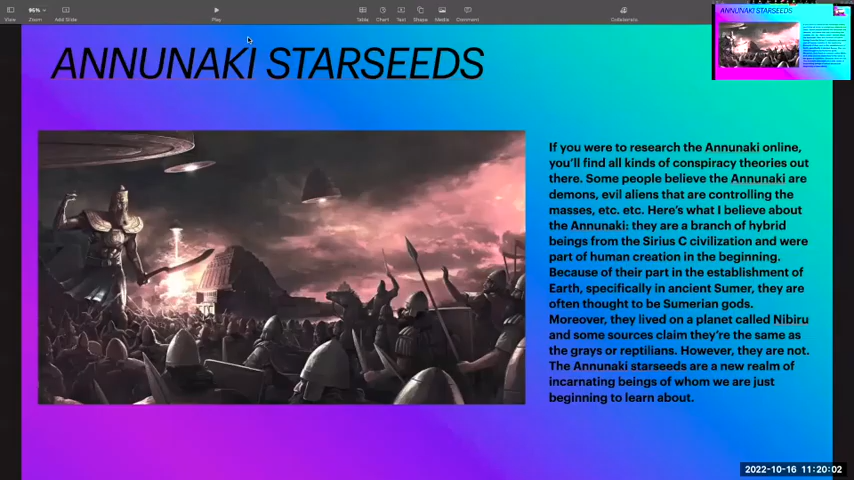 View
95%
Zoom
Add Slide
Play
Table
Chart
Text
Shape
Media
Comment
Collaborate
ANNUNAKI STARSEEDS
ANNUNAKI STARSEEDS
If you were to research the Annunaki online,
you'll find all kinds of conspiracy theories out
there. Some people believe the Annunaki are
demons, evil aliens that are controlling the
masses, etc. etc. Here's what I believe about
the Annunaki: they are a branch of hybrid
beings from the Sirius C civilization and were
part of human creation in the beginning.
Because of their part in the establishment of
Earth, specifically in ancient Sumer, they are
often thought to be Sumerian gods.
Moreover, they lived on a planet called Nibiru
and some sources claim they're the same as
the grays or reptilians. However, they are not.
The Annunaki starseeds are a new realm of
incarnating beings of whom we are just
beginning to learn about.
2022-10-16 11:20:02